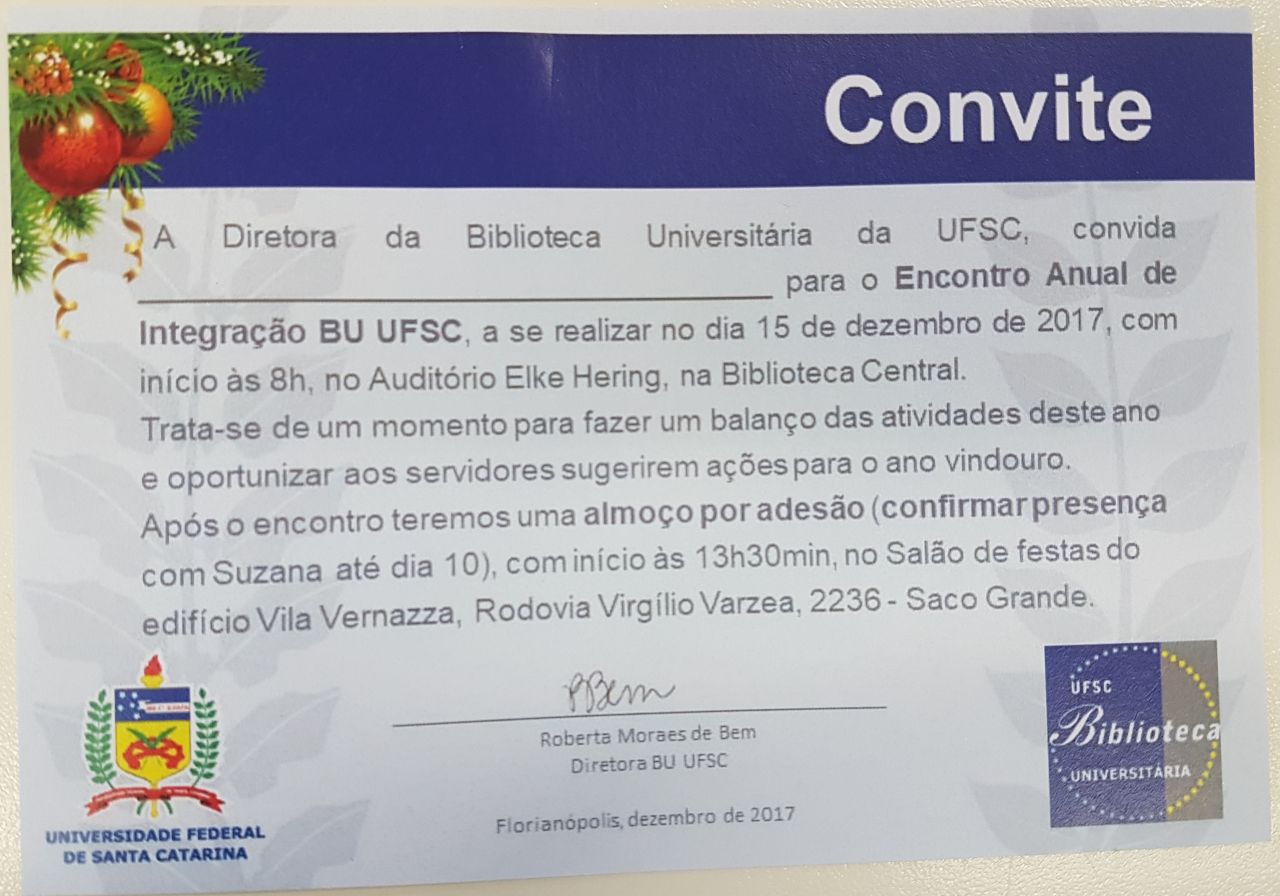 Convite
A Diretora da Biblioteca Universitária da UFSC, convida
para o Encontro Anual de
Integração BU UFSC, a se realizar no dia 15 de dezembro de 2017, com
início às 8h, no Auditório Elke Hering, na Biblioteca Central.
Trata-se de um momento para fazer um balanço das atividades deste ano
e oportunizar aos servidores sugerirem ações para o ano vindouro.
Após o encontro teremos uma almoço por adesão (confirmar presença
com Suzana até dia 10), com início às 13h30min, no Salão de festas do
edifício Vila Vernazza, Rodovia Virgílio Varzea, 2236 - Saco Grande.
RBem
Roberta Moraes de Bem
Diretora BU UFSC
Florianópolis, dezembro de 2017
UNIVERSIDADE FEDERAL
DE SANTA CATARINA
UFSC
Biblioteca
UNIVERSITÁRIA